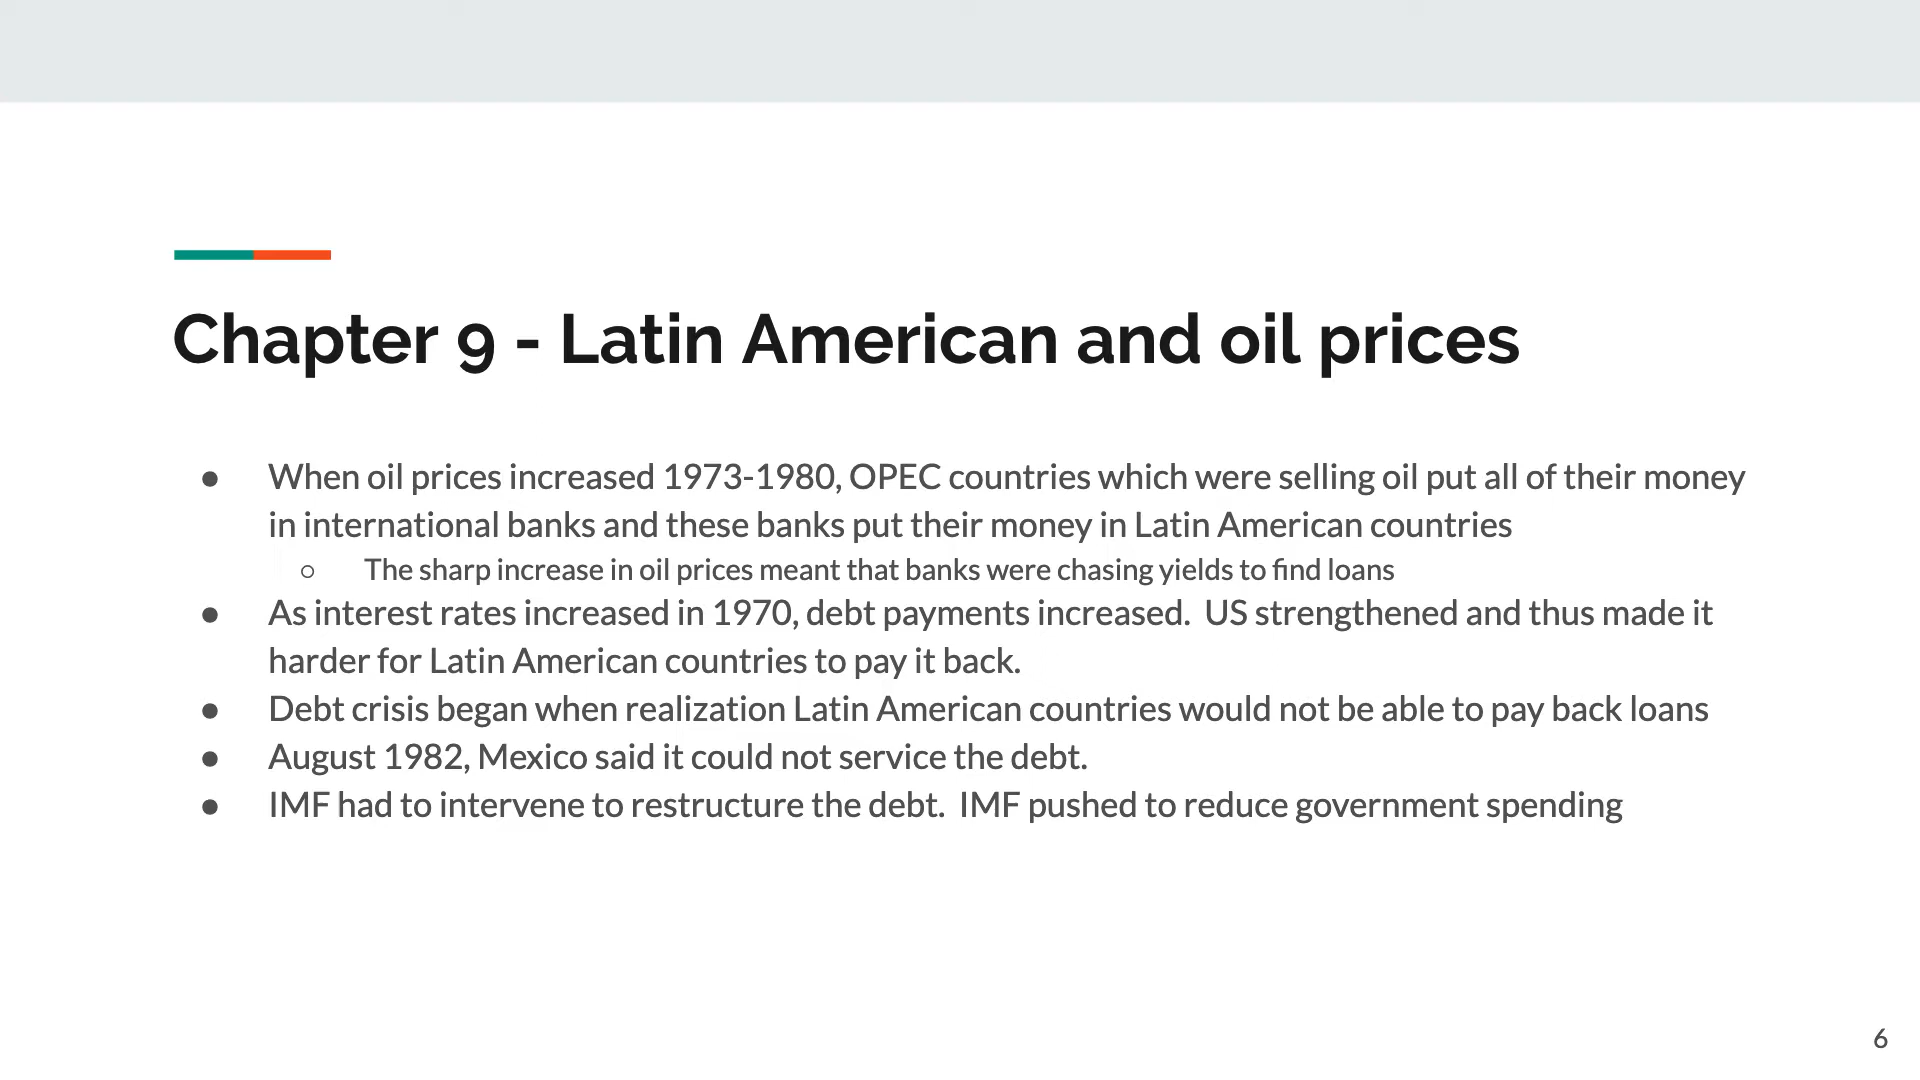 Chapter 9 - Latin American and oil prices
● When oil prices increased 1973-1980, OPEC countries which were selling oil put all of their money
in international banks and these banks put their money in Latin American countries
○ The sharp increase in oil prices meant that banks were chasing yields to find loans
● As interest rates increased in 1970, debt payments increased.  US strengthened and thus made it
harder for Latin American countries to pay it back.
● Debt crisis began when realization Latin American countries would not be able to pay back loans
● August 1982, Mexico said it could not service the debt.
● IMF had to intervene to restructure the debt.  IMF pushed to reduce government spending
6